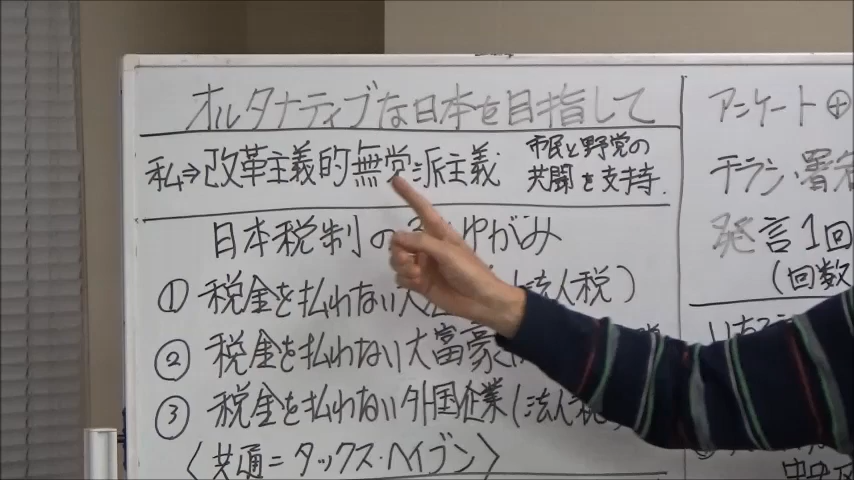 オルタナティブな日本を目指して
私⇒改革主義的無党派主義
市民と野党の
共闘を支持
日本税制の ゆがみ
① 税金を払わない大 法人税)
② 税金を払わない大富豪(
③ 税金を払わない外国企業(法人税
〈共通=タックス・ヘイブン〉
アンケート⊕
チラシ・署名
発言1回
(回数